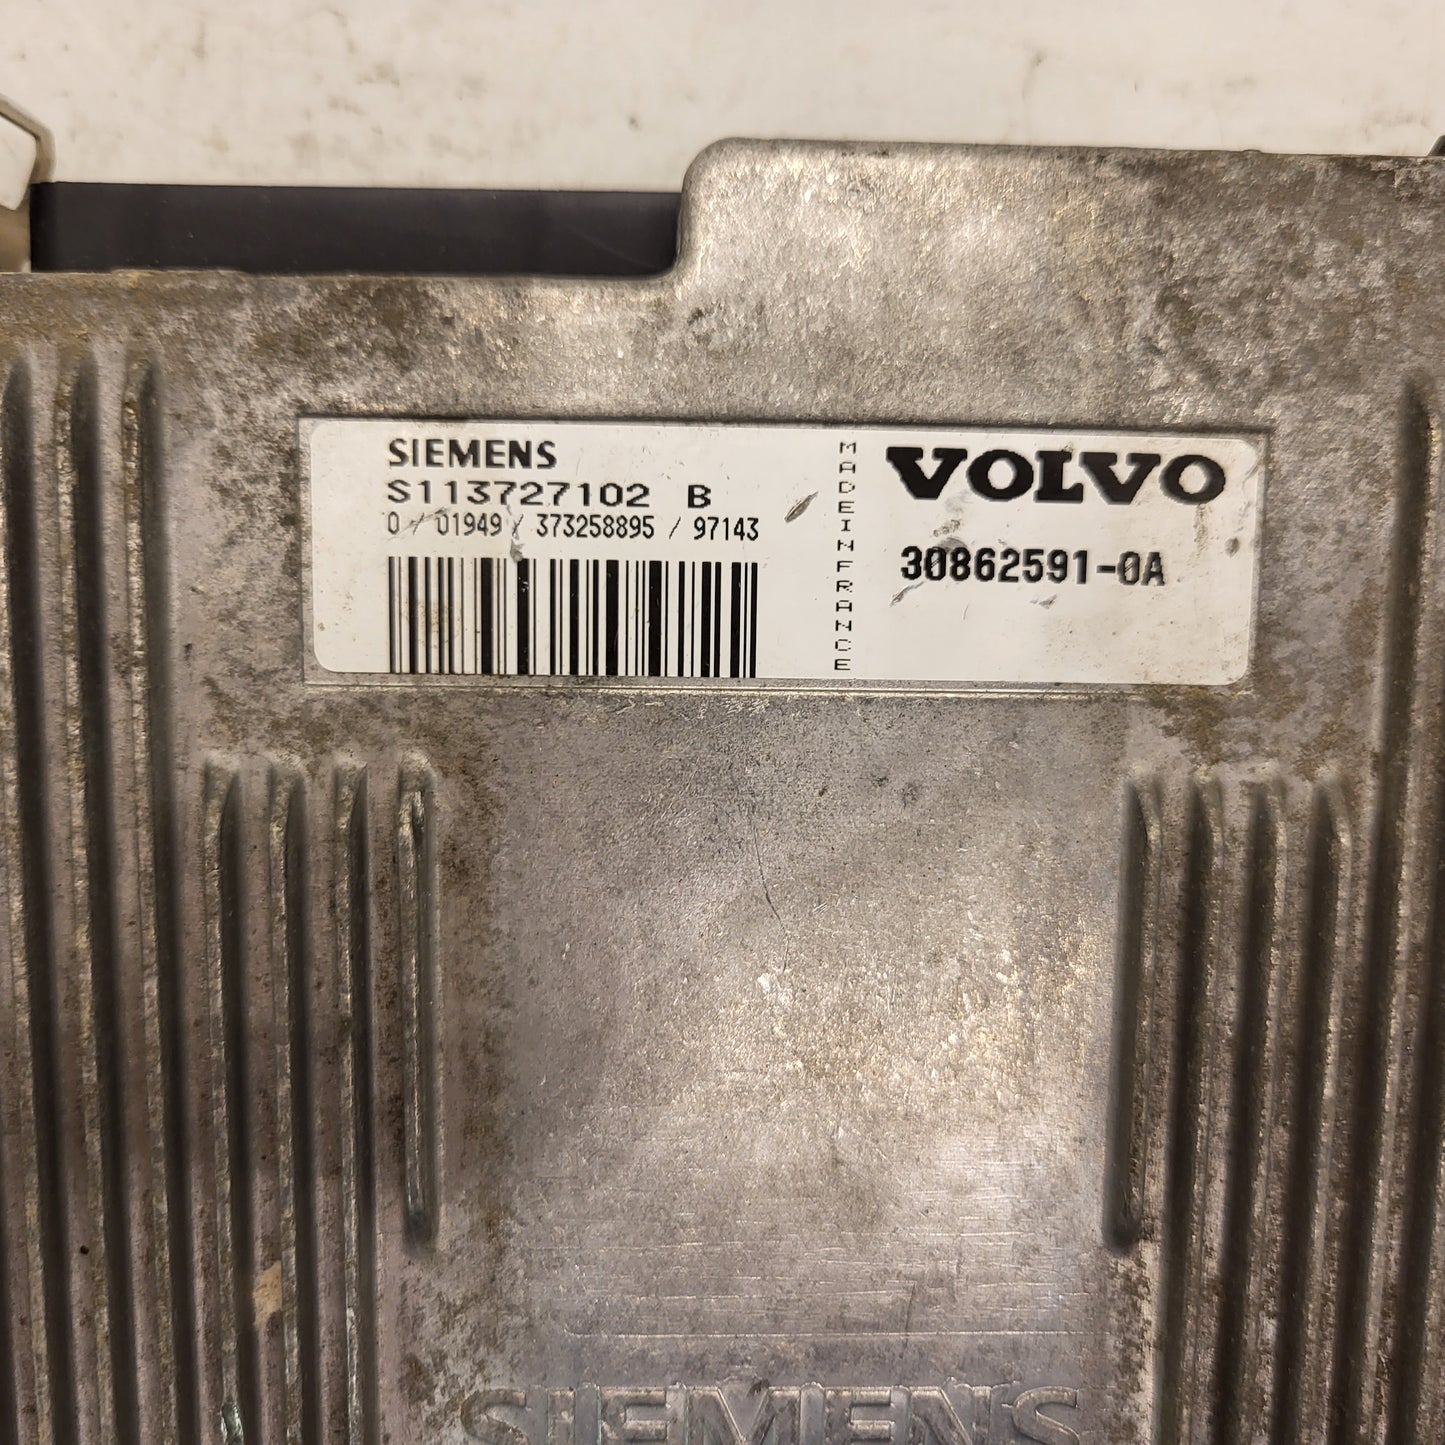 SIEMENS
S113727102 B
0 / 01949 / 373258895 / 97143
MADEINFRANCE
VOLVO
30862591-0A
SIEMENS